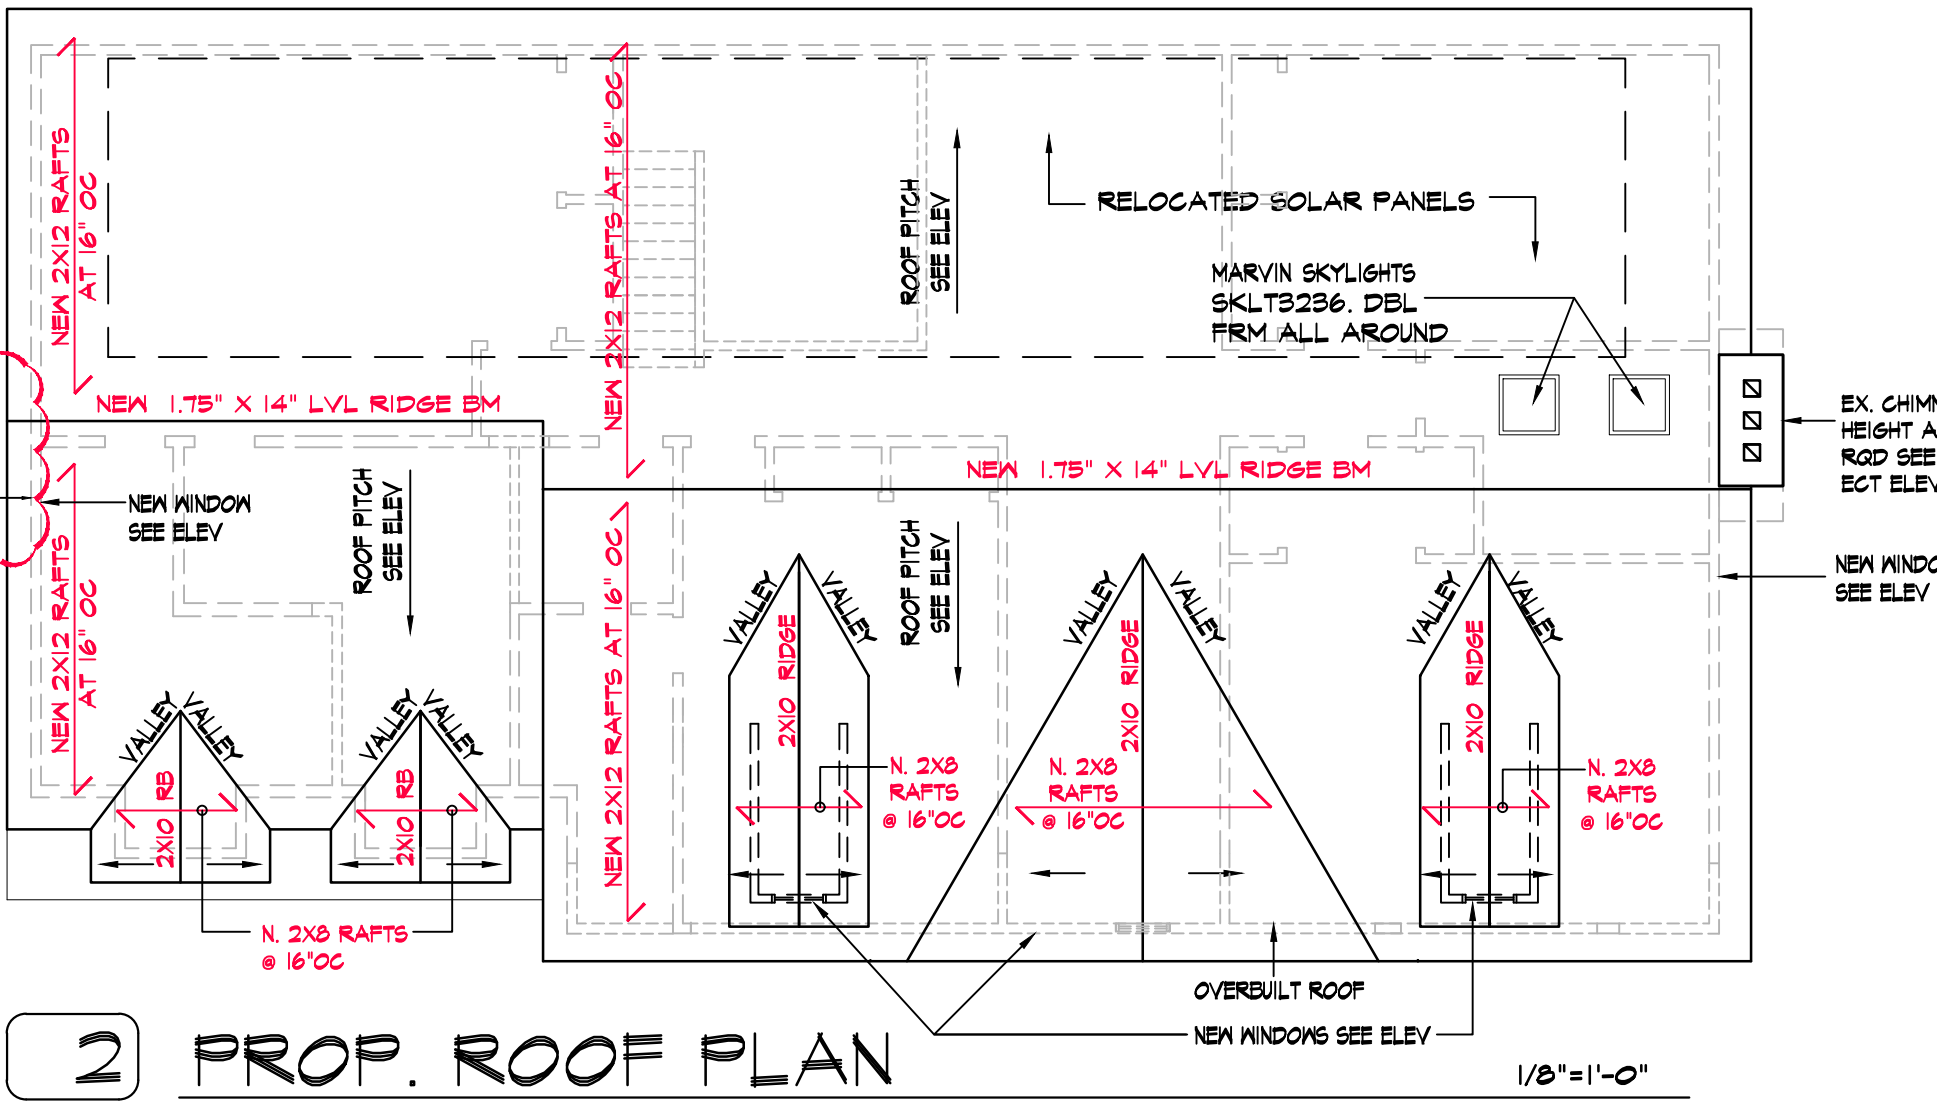 NEW 2X12 RAFTS
AT 16" OC
NEW 2X12 RAFTS AT 16" OC
ROOF PITCH
SEE ELEV
RELOCATED SOLAR PANELS
MARVIN SKYLIGHTS
SKLT3236. DBL
FRM ALL AROUND
NEW 1.75" X 14" LVL RIDGE BM
NEW 1.75" X 14" LVL RIDGE BM
EX. CHIMN
HEIGHT A
RQD SEE
ECT ELEV
NEW WINDOW
SEE ELEV
NEW 2X12 RAFTS
AT 16" OC
ROOF PITCH
SEE ELEV
NEW 2X12 RAFTS AT 16" OC
ROOF PITCH
SEE ELEV
NEW WINDO
SEE ELEV
VALLEY
VALLEY
2X10 RIDGE
VALLEY
VALLEY
2X10 RIDGE
VALLEY
VALLEY
2X10 RIDGE
VALLEY
VALLEY
2X10 RB
VALLEY
VALLEY
2X10 RB
N. 2X8
RAFTS
@ 16"OC
N. 2X8
RAFTS
@ 16"OC
N. 2X8
RAFTS
@ 16"OC
N. 2X8 RAFTS
@ 16"OC
OVERBUILT ROOF
NEW WINDOWS SEE ELEV
2
PROP. ROOF PLAN
1/8"=1'-0"